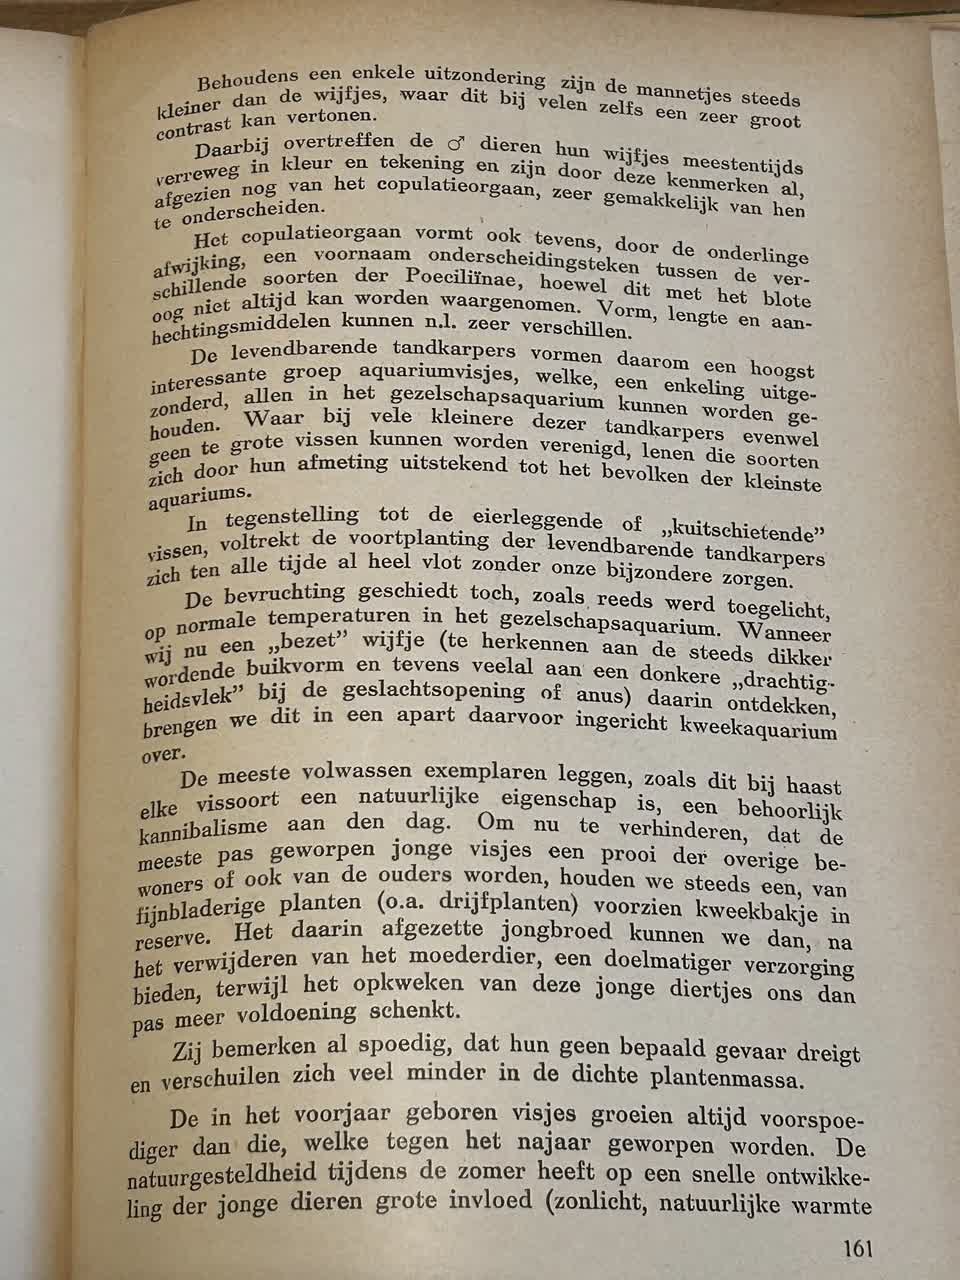 Behoudens een enkele uitzondering zijn de mannetjes steeds
kleiner dan de wijfjes, waar dit bij velen zelfs een zeer groot
contrast kan vertonen.
Daarbij overtreffen de ♂ dieren hun wijfjes meestentijds
verreweg in kleur en tekening en zijn door deze kenmerken al,
afgezien nog van het copulatieorgaan, zeer gemakkelijk van hen
te onderscheiden.
Het copulatieorgaan vormt ook tevens, door de onderlinge
afwijking, een voornaam onderscheidingsteken tussen de ver-
schillende soorten der Poeciliïnae, hoewel dit met het blote
oog niet altijd kan worden waargenomen. Vorm, lengte en aan-
hechtingsmiddelen kunnen n.l. zeer verschillen.
De levendbarende tandkarpers vormen daarom een hoogst
interessante groep aquariumvisjes, welke, een enkeling uitge-
zonderd, allen in het gezelschapsaquarium kunnen worden ge-
houden. Waar bij vele kleinere dezer tandkarpers evenwel
geen te grote vissen kunnen worden verenigd, lenen die soorten
zich door hun afmeting uitstekend tot het bevolken der kleinste
aquariums.
In tegenstelling tot de eierleggende of „kuitschietende”
vissen, voltrekt de voortplanting der levendbarende tandkarpers
zich ten alle tijde al heel vlot zonder onze bijzondere zorgen.
De bevruchting geschiedt toch, zoals reeds werd toegelicht,
op normale temperaturen in het gezelschapsaquarium. Wanneer
wij nu een „bezet” wijfje (te herkennen aan de steeds dikker
wordende buikvorm en tevens veelal aan een donkere „drachtig-
heidsvlek” bij de geslachtsopening of anus) daarin ontdekken,
brengen we dit in een apart daarvoor ingericht kweekaquarium
over.
De meeste volwassen exemplaren leggen, zoals dit bij haast
elke vissoort een natuurlijke eigenschap is, een behoorlijk
kannibalisme aan den dag. Om nu te verhinderen, dat de
meeste pas geworpen jonge visjes een prooi der overige be-
woners of ook van de ouders worden, houden we steeds een, van
fijnbladerige planten (o.a. drijfplanten) voorzien kweekbakje in
reserve. Het daarin afgezette jongbroed kunnen we dan, na
het verwijderen van het moederdier, een doelmatiger verzorging
bieden, terwijl het opkweken van deze jonge diertjes ons dan
pas meer voldoening schenkt.
Zij bemerken al spoedig, dat hun geen bepaald gevaar dreigt
en verschuilen zich veel minder in de dichte plantenmassa.
De in het voorjaar geboren visjes groeien altijd voorspoe-
diger dan die, welke tegen het najaar geworpen worden. De
natuurgesteldheid tijdens de zomer heeft op een snelle ontwikke-
ling der jonge dieren grote invloed (zonlicht, natuurlijke warmte
161